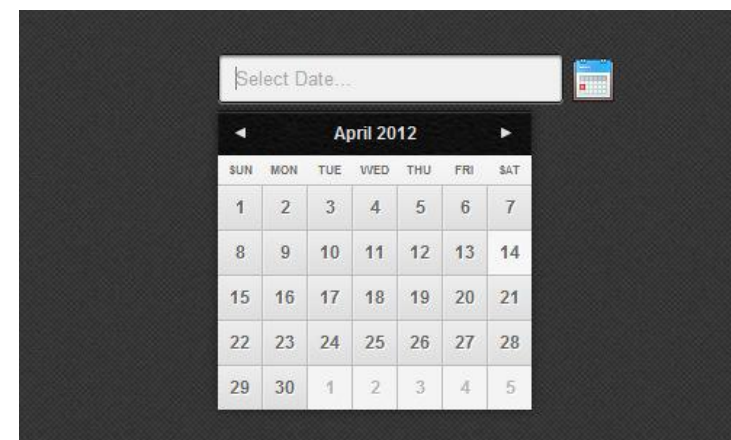 Select Date...
◄ April 2012 ►
SUN MON TUE WED THU FRI SAT
1 2 3 4 5 6 7
8 9 10 11 12 13 14
15 16 17 18 19 20 21
22 23 24 25 26 27 28
29 30 1 2 3 4 5